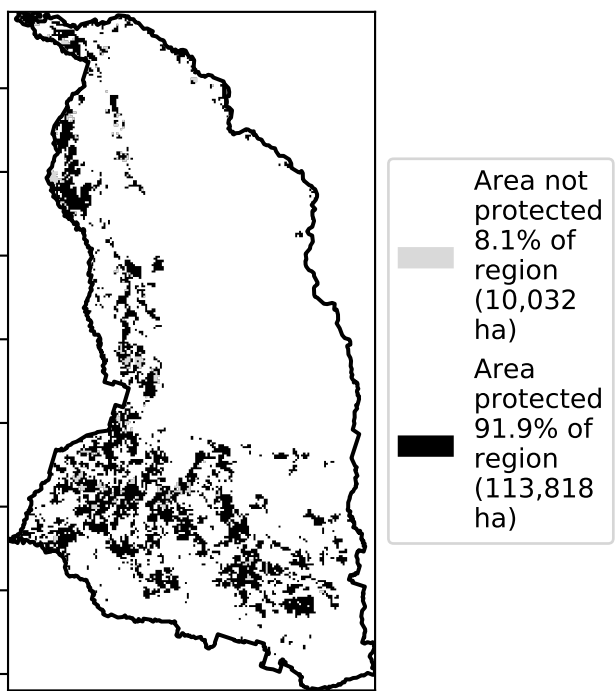 Area not
protected
8.1% of
region
(10,032
ha)
Area
protected
91.9% of
region
(113,818
ha)